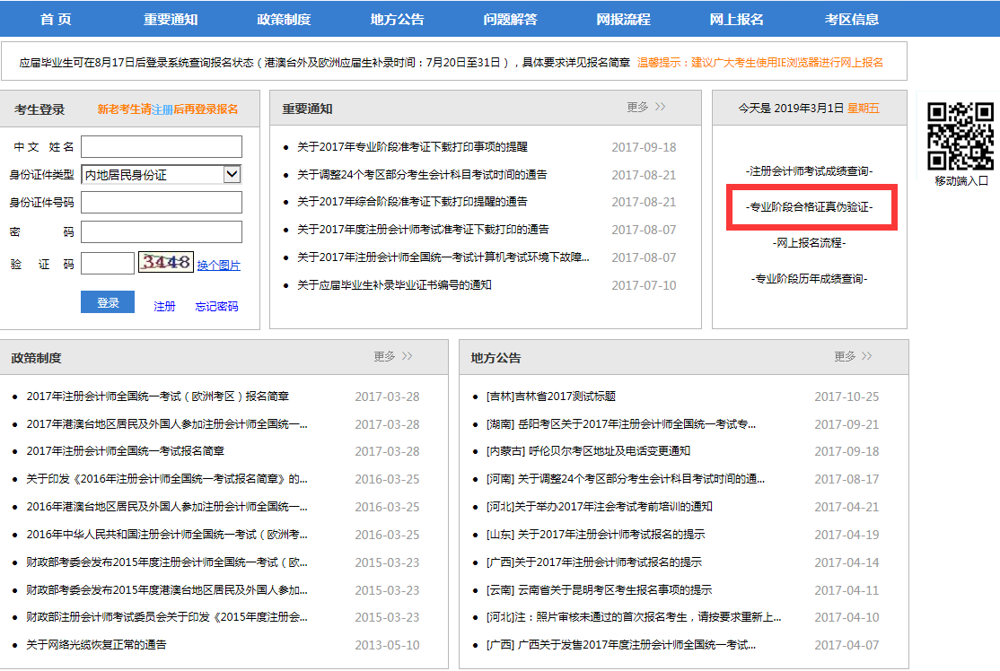 首 页 重要通知 政策制度 地方公告 问题解答 网报流程 网上报名 考区信息
应届毕业生可在8月17日后登录系统查询报名状态（港澳台外及欧洲应届生补录时间：7月20日至31日），具体要求详见报名简章 温馨提示：建议广大考生使用IE浏览器进行网上报名
考生登录 新老考生请注册后再登录报名
中 文 姓 名
身份证件类型 内地居民身份证
身份证件号码
密 码
验 证 码 3448 换个图片
登录 注册 忘记密码
重要通知 更多 >>
● 关于2017年专业阶段准考证下载打印事项的提醒 2017-09-18
● 关于调整24个考区部分考生会计科目考试时间的通告 2017-08-21
● 关于2017年综合阶段准考证下载打印提醒的通告 2017-08-21
● 关于2017年度注册会计师考试准考证下载打印的通告 2017-08-07
● 关于2017年注册会计师全国统一考试计算机考试环境下故障... 2017-08-07
● 关于应届毕业生补录毕业证书编号的通知 2017-07-10
今天是 2019年3月1日 星期五
-注册会计师考试成绩查询-
-专业阶段合格证真伪验证-
-网上报名流程-
-专业阶段历年成绩查询-
移动端入口
政策制度 更多 >>
● 2017年注册会计师全国统一考试（欧洲考区）报名简章 2017-03-28
● 2017年港澳台地区居民及外国人参加注册会计师全国统一... 2017-03-28
● 2017年注册会计师全国统一考试报名简章 2017-03-28
● 关于印发《2016年注册会计师全国统一考试报名简章》的... 2016-03-25
● 2016年港澳台地区居民及外国人参加注册会计师全国统一... 2016-03-25
● 2016年中华人民共和国注册会计师全国统一考试（欧洲考... 2016-03-25
● 财政部考委会发布2015年度注册会计师全国统一考试（欧... 2015-03-23
● 财政部考委会发布2015年度港澳台地区居民及外国人参加... 2015-03-23
● 财政部注册会计师考试委员会关于印发《2015年度注册会... 2015-03-23
● 关于网络光缆恢复正常的通告 2013-05-10
地方公告 更多 >>
● [吉林]吉林省2017测试标题 2017-10-25
● [湖南] 岳阳考区关于2017年注册会计师全国统一考试专... 2017-09-21
● [内蒙古] 呼伦贝尔考区地址及电话变更通知 2017-09-18
● [河南] 关于调整24个考区部分考生会计科目考试时间的通... 2017-08-17
● [河北]关于举办2017年注会考试考前培训的通知 2017-04-21
● [山东] 关于2017年注册会计师考试报名的提示 2017-04-19
● [广西]关于2017年注册会计师考试报名的提示 2017-04-14
● [云南] 云南省关于昆明考区考生报名事项的提示 2017-04-11
● [河北]注：照片审核未通过的首次报名考生，请按要求重新上... 2017-04-10
● [广西] 广西关于发售2017年度注册会计师全国统一考试... 2017-04-07